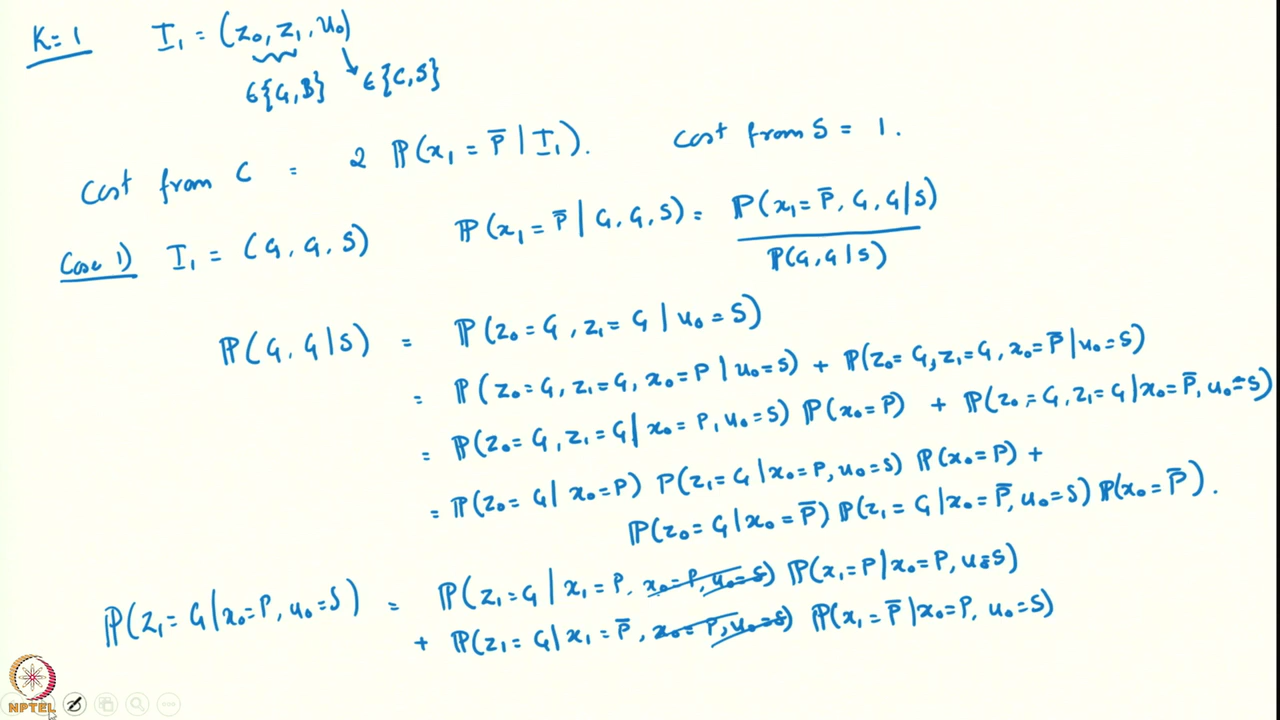 K=1 I₁ = (z₀, z₁, u₀)
∈{G,B} ∈{C,S}
Cost from C = 2 ℙ(x₁ = P̅ | I₁). Cost from S = 1.
Case 1) I₁ = (G, G, S) ℙ(x₁ = P̅ | G, G, S) = ℙ(x₁ = P̅, G, G | S)
ℙ(G, G | S)
ℙ(G, G | S) = ℙ(z₀ = G, z₁ = G | u₀ = S)
= ℙ(z₀ = G, z₁ = G, x₀ = P | u₀ = S) + ℙ(z₀ = G, z₁ = G, x₀ = P̅ | u₀ = S)
= ℙ(z₀ = G, z₁ = G | x₀ = P, u₀ = S) ℙ(x₀ = P) + ℙ(z₀ = G, z₁ = G | x₀ = P̅, u₀ = S)
= ℙ(z₀ = G | x₀ = P) P(z₁ = G | x₀ = P, u₀ = S) ℙ(x₀ = P) +
ℙ(z₀ = G | x₀ = P̅) ℙ(z₁ = G | x₀ = P̅, u₀ = S) ℙ(x₀ = P̅).
ℙ(z₁ = G | x₀ = P, u₀ = S) = ℙ(z₁ = G | x₁ = P, x₀ = P, u₀ = S) ℙ(x₁ = P | x₀ = P, u₀ = S)
+ ℙ(z₁ = G | x₁ = P̅, x₀ = P, u₀ = S) ℙ(x₁ = P̅ | x₀ = P, u₀ = S)
NPTEL